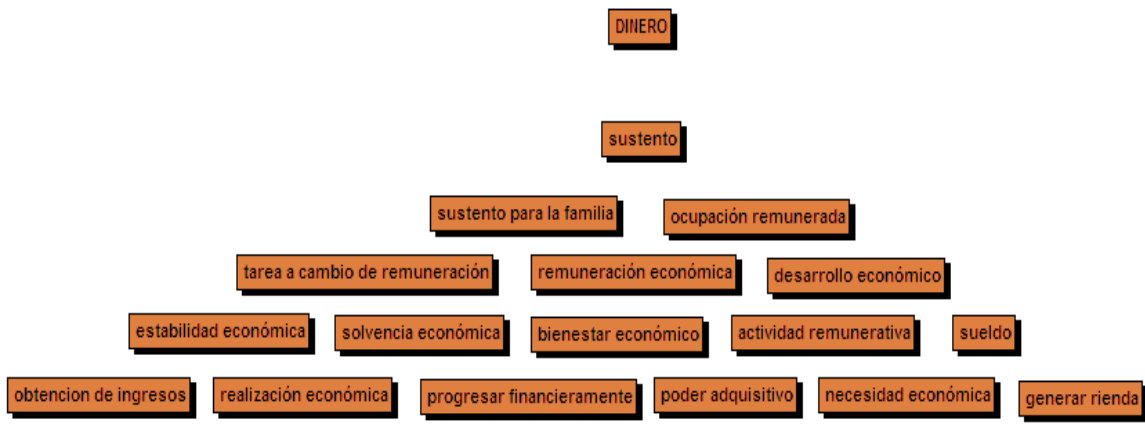 DINERO
sustento
sustento para la familia
ocupación remunerada
tarea a cambio de remuneración
remuneración económica
desarrollo económico
estabilidad económica
solvencia económica
bienestar económico
actividad remunerativa
sueldo
obtencion de ingresos
realización económica
progresar financieramente
poder adquisitivo
necesidad económica
generar rienda